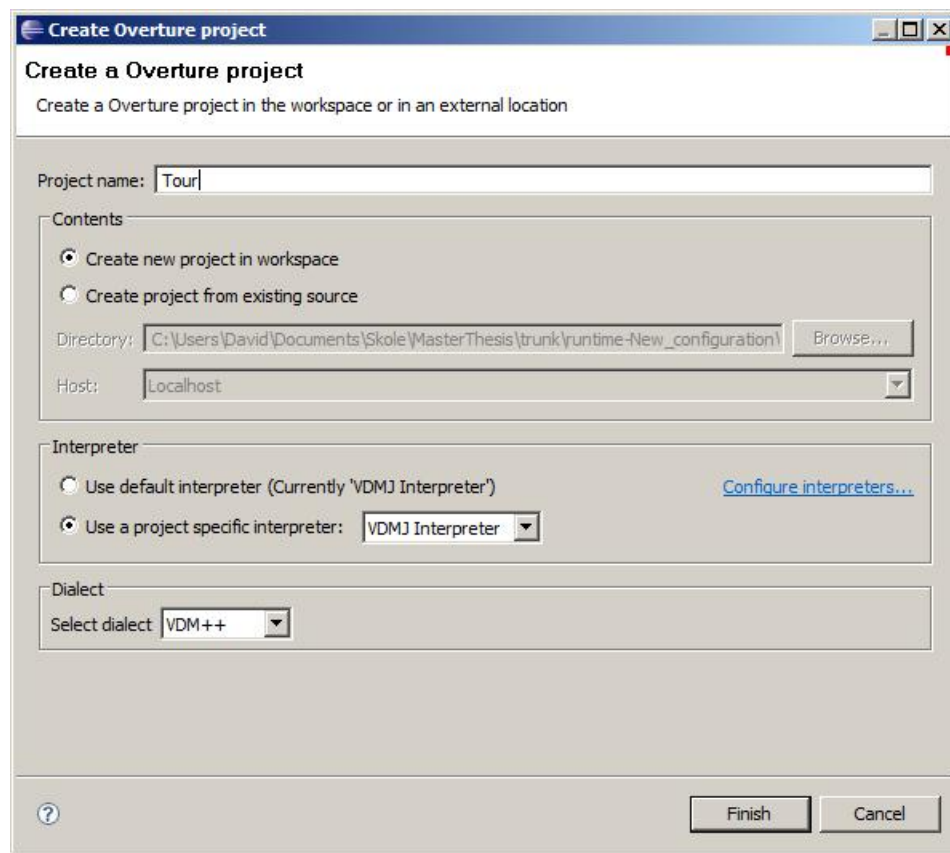 Create Overture project
Create a Overture project
Create a Overture project in the workspace or in an external location
Project name: Tour
Contents
Create new project in workspace
Create project from existing source
Directory: C:\Users\David\Documents\Skole\MasterThesis\trunk\runtime-New_configuration\ Browse...
Host: Localhost
Interpreter
Use default interpreter (Currently 'VDMJ Interpreter') Configure interpreters...
Use a project specific interpreter: VDMJ Interpreter
Dialect
Select dialect VDM++
? Finish Cancel